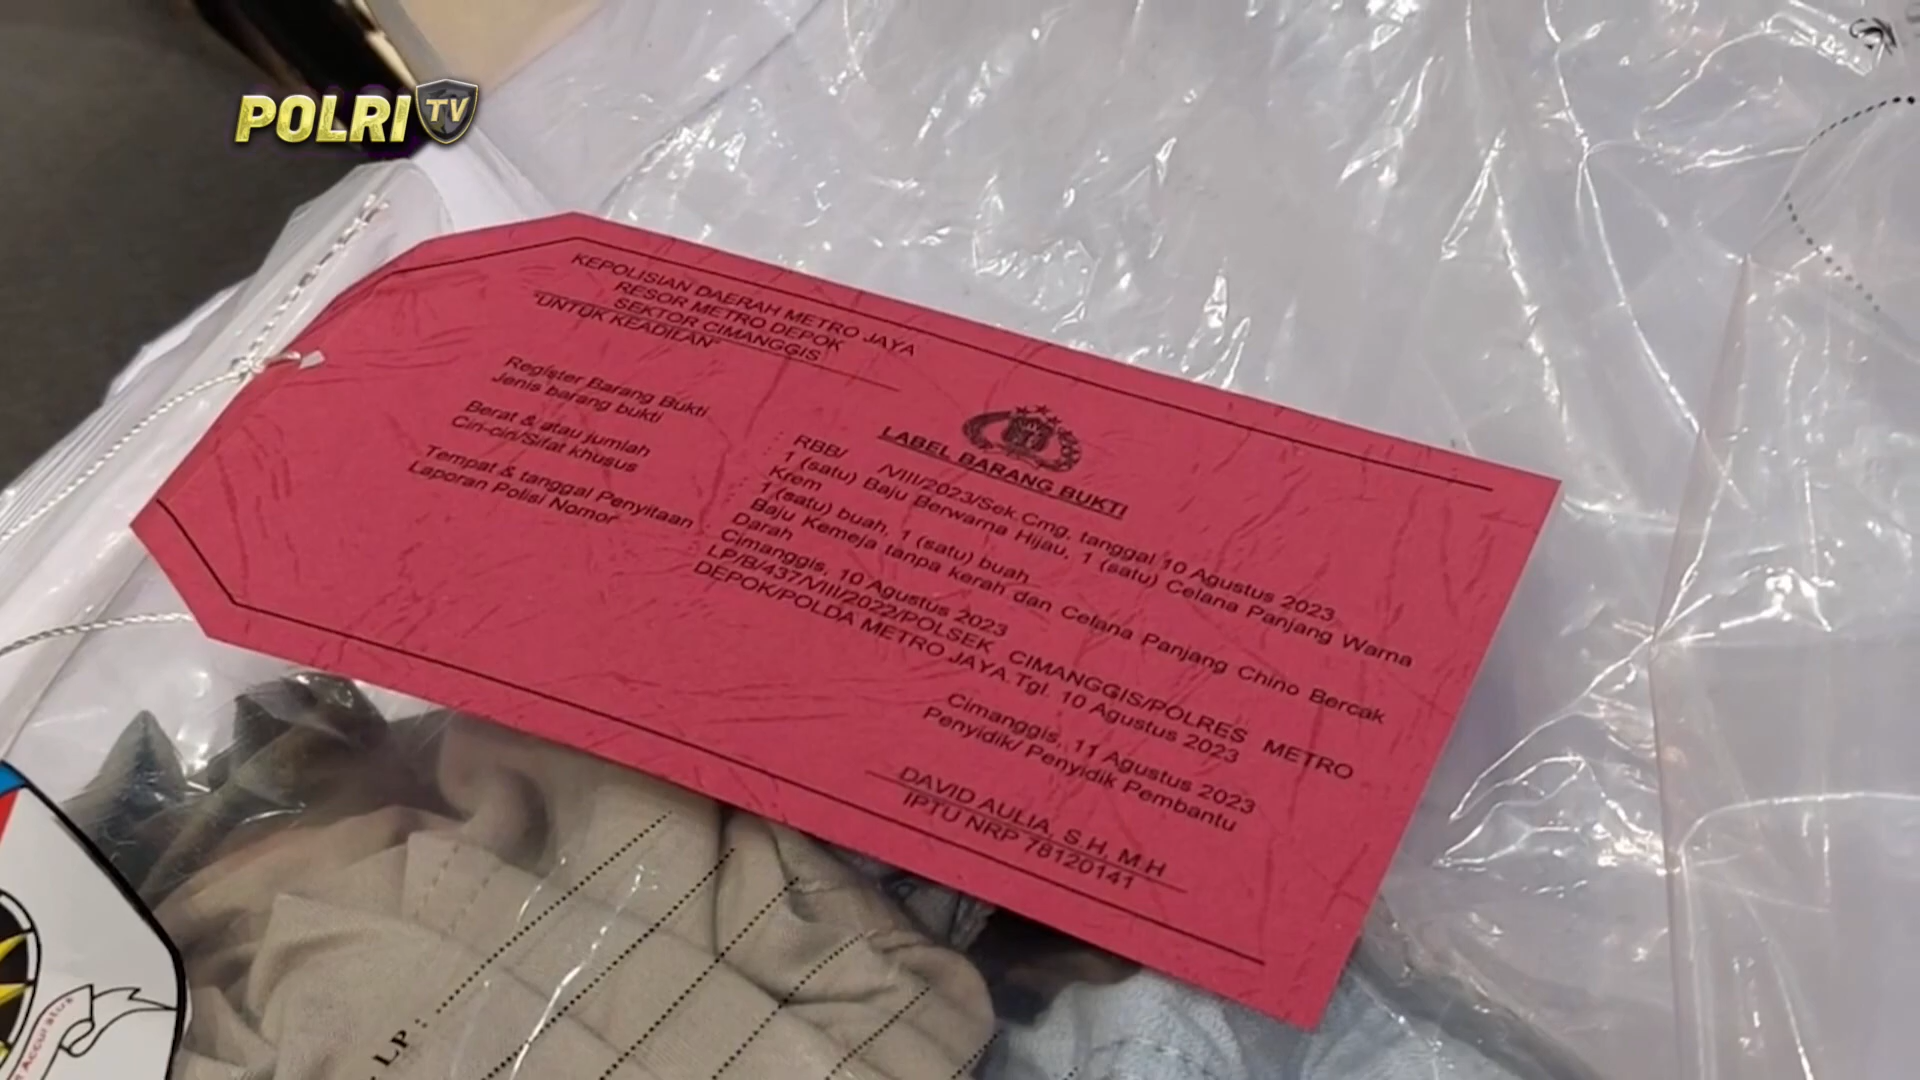 POLRI TV
KEPOLISIAN DAERAH METRO JAYA
RESOR METRO DEPOK
SEKTOR CIMANGGIS
"UNTUK KEADILAN"
LABEL BARANG BUKTI
Register Barang Bukti : RBB/ /VIII/2023/Sek.Cmg, tanggal 10 Agustus 2023
Jenis barang bukti : 1 (satu) Baju Berwarna Hijau, 1 (satu) Celana Panjang Warna
Krem
Berat & atau jumlah : 1 (satu) buah, 1 (satu) buah
Ciri-ciri/Sifat khusus : Baju Kemeja tanpa kerah dan Celana Panjang Chino Bercak
Darah
Tempat & tanggal Penyitaan : Cimanggis, 10 Agustus 2023
Laporan Polisi Nomor : LP/B/437/VIII/2022/POLSEK CIMANGGIS/POLRES METRO
DEPOK/POLDA METRO JAYA.Tgl. 10 Agustus 2023
Cimanggis, 11 Agustus 2023
Penyidik/ Penyidik Pembantu
DAVID AULIA, S.H, M.H
IPTU NRP 78120141
LP :
Accuratus